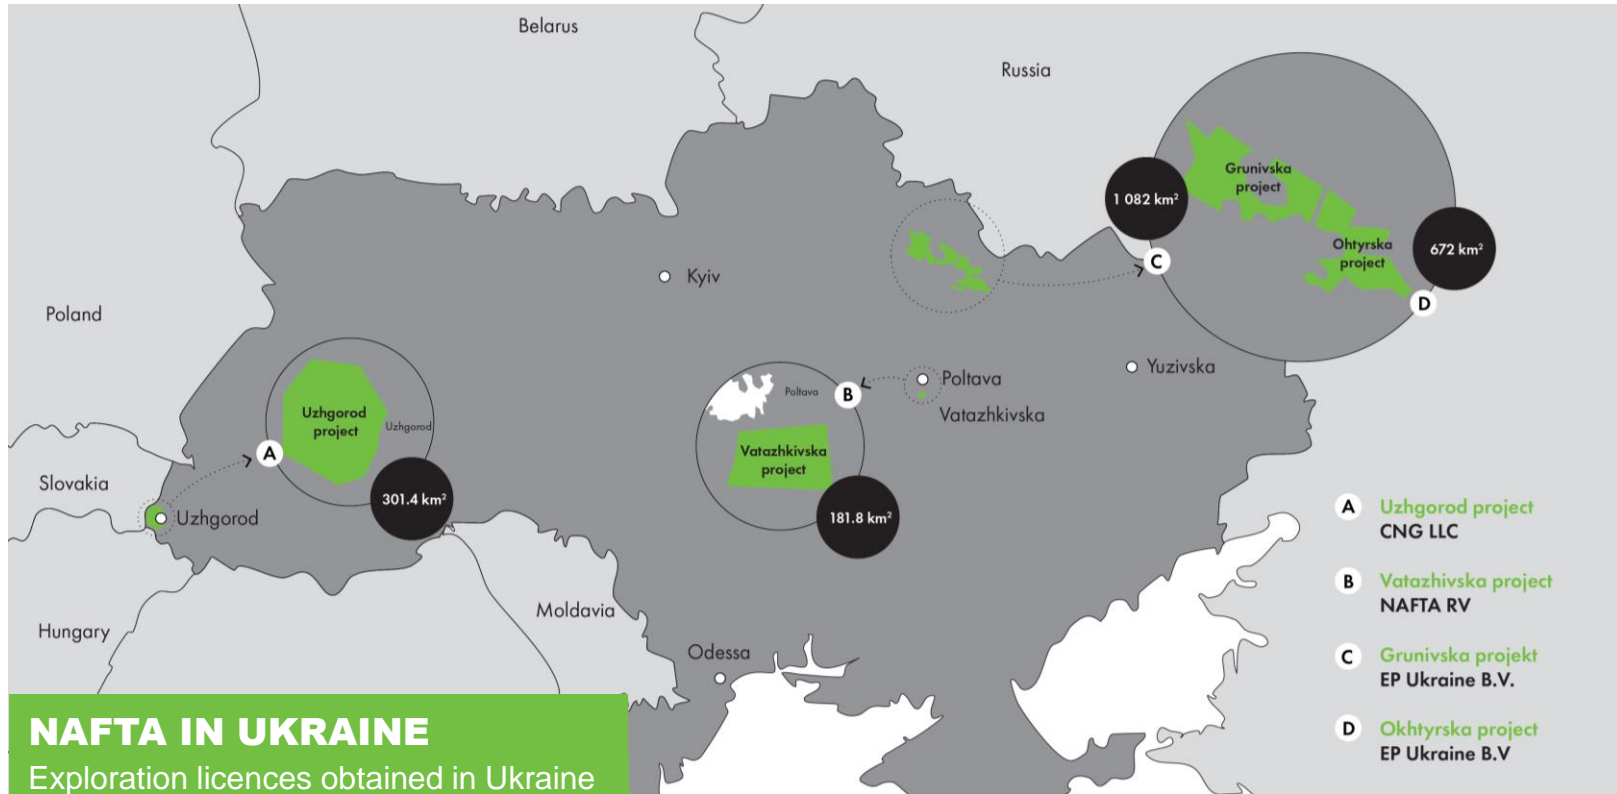 Belarus
Russia
Grunivska
project
1 082 km²
Ohtyrska
project
672 km²
C
D
Kyiv
Poland
Yuzivska
Poltava
Vatazhkivska
B
Poltava
Vatazhkivska
project
181.8 km²
Uzhgorod
project
Uzhgorod
A
301.4 km²
Slovakia
Uzhgorod
Hungary
Moldavia
Odessa
A Uzhgorod project
CNG LLC
B Vatazhivska project
NAFTA RV
C Grunivska projekt
EP Ukraine B.V.
D Okhtyrska project
EP Ukraine B.V
NAFTA IN UKRAINE
Exploration licences obtained in Ukraine